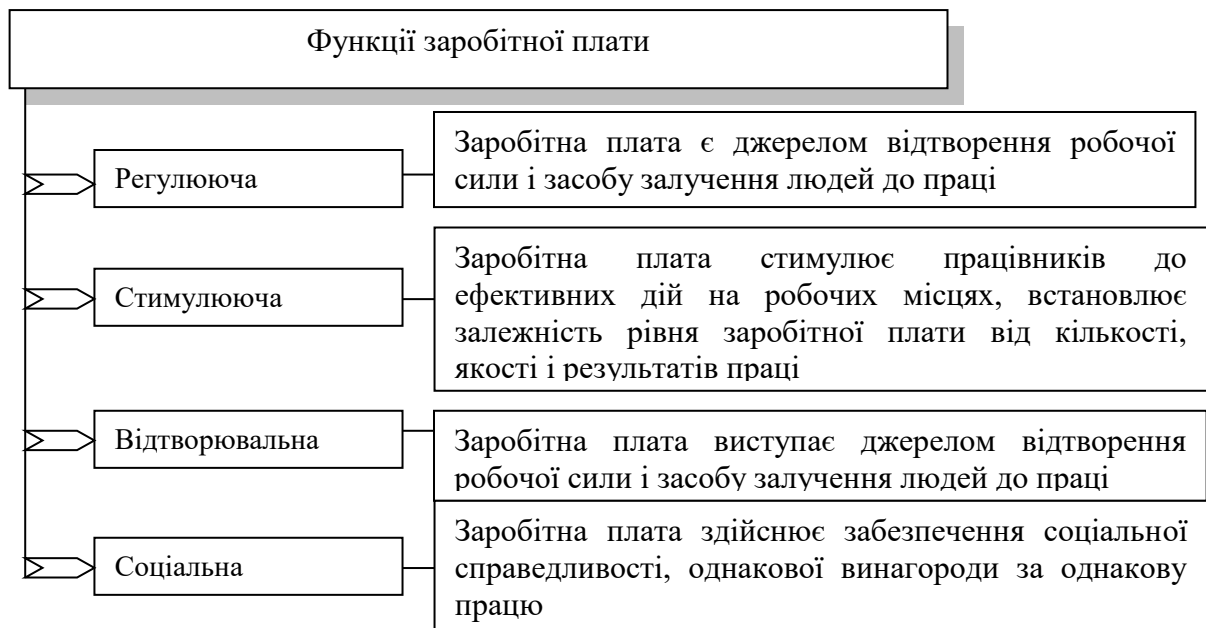 Функції заробітної плати
Регулююча
Заробітна плата є джерелом відтворення робочої
сили і засобу залучення людей до праці
Стимулююча
Заробітна плата стимулює працівників до
ефективних дій на робочих місцях, встановлює
залежність рівня заробітної плати від кількості,
якості і результатів праці
Відтворювальна
Заробітна плата виступає джерелом відтворення
робочої сили і засобу залучення людей до праці
Соціальна
Заробітна плата здійснює забезпечення соціальної
справедливості, однакової винагороди за однакову
працю